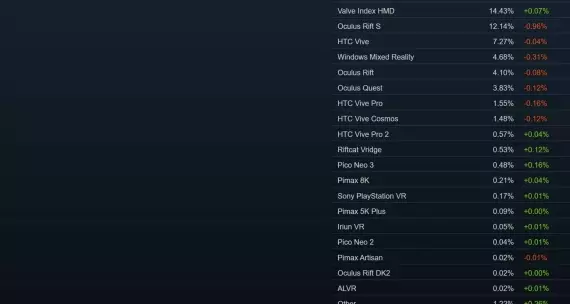 Valve Index HMD 14.43% +0.07%
Oculus Rift S 12.14% -0.96%
HTC Vive 7.27% -0.04%
Windows Mixed Reality 4.68% -0.31%
Oculus Rift 4.10% -0.08%
Oculus Quest 3.83% -0.12%
HTC Vive Pro 1.55% -0.16%
HTC Vive Cosmos 1.48% -0.12%
HTC Vive Pro 2 0.57% +0.04%
Riftcat Vridge 0.53% +0.12%
Pico Neo 3 0.48% +0.16%
Pimax 8K 0.21% +0.04%
Sony PlayStation VR 0.17% +0.01%
Pimax 5K Plus 0.09% +0.00%
Iriun VR 0.05% +0.01%
Pico Neo 2 0.04% +0.01%
Pimax Artisan 0.02% -0.01%
Oculus Rift DK2 0.02% +0.00%
ALVR 0.02% +0.01%
Other 1.22% +0.26%